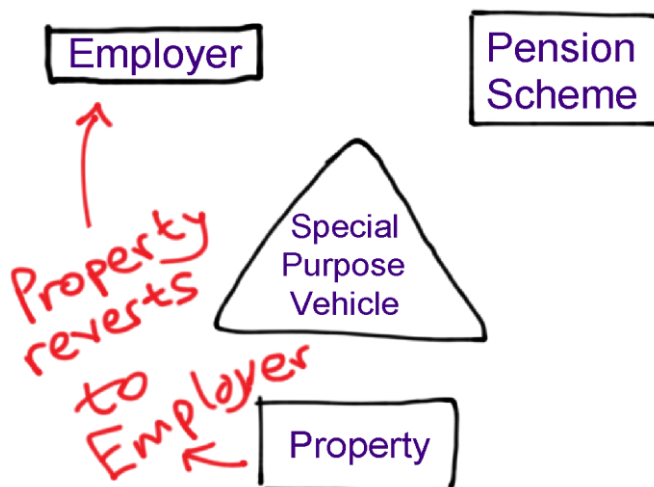 Employer
Pension
Scheme
Special
Purpose
Vehicle
Property
reverts
to
Employer
Property